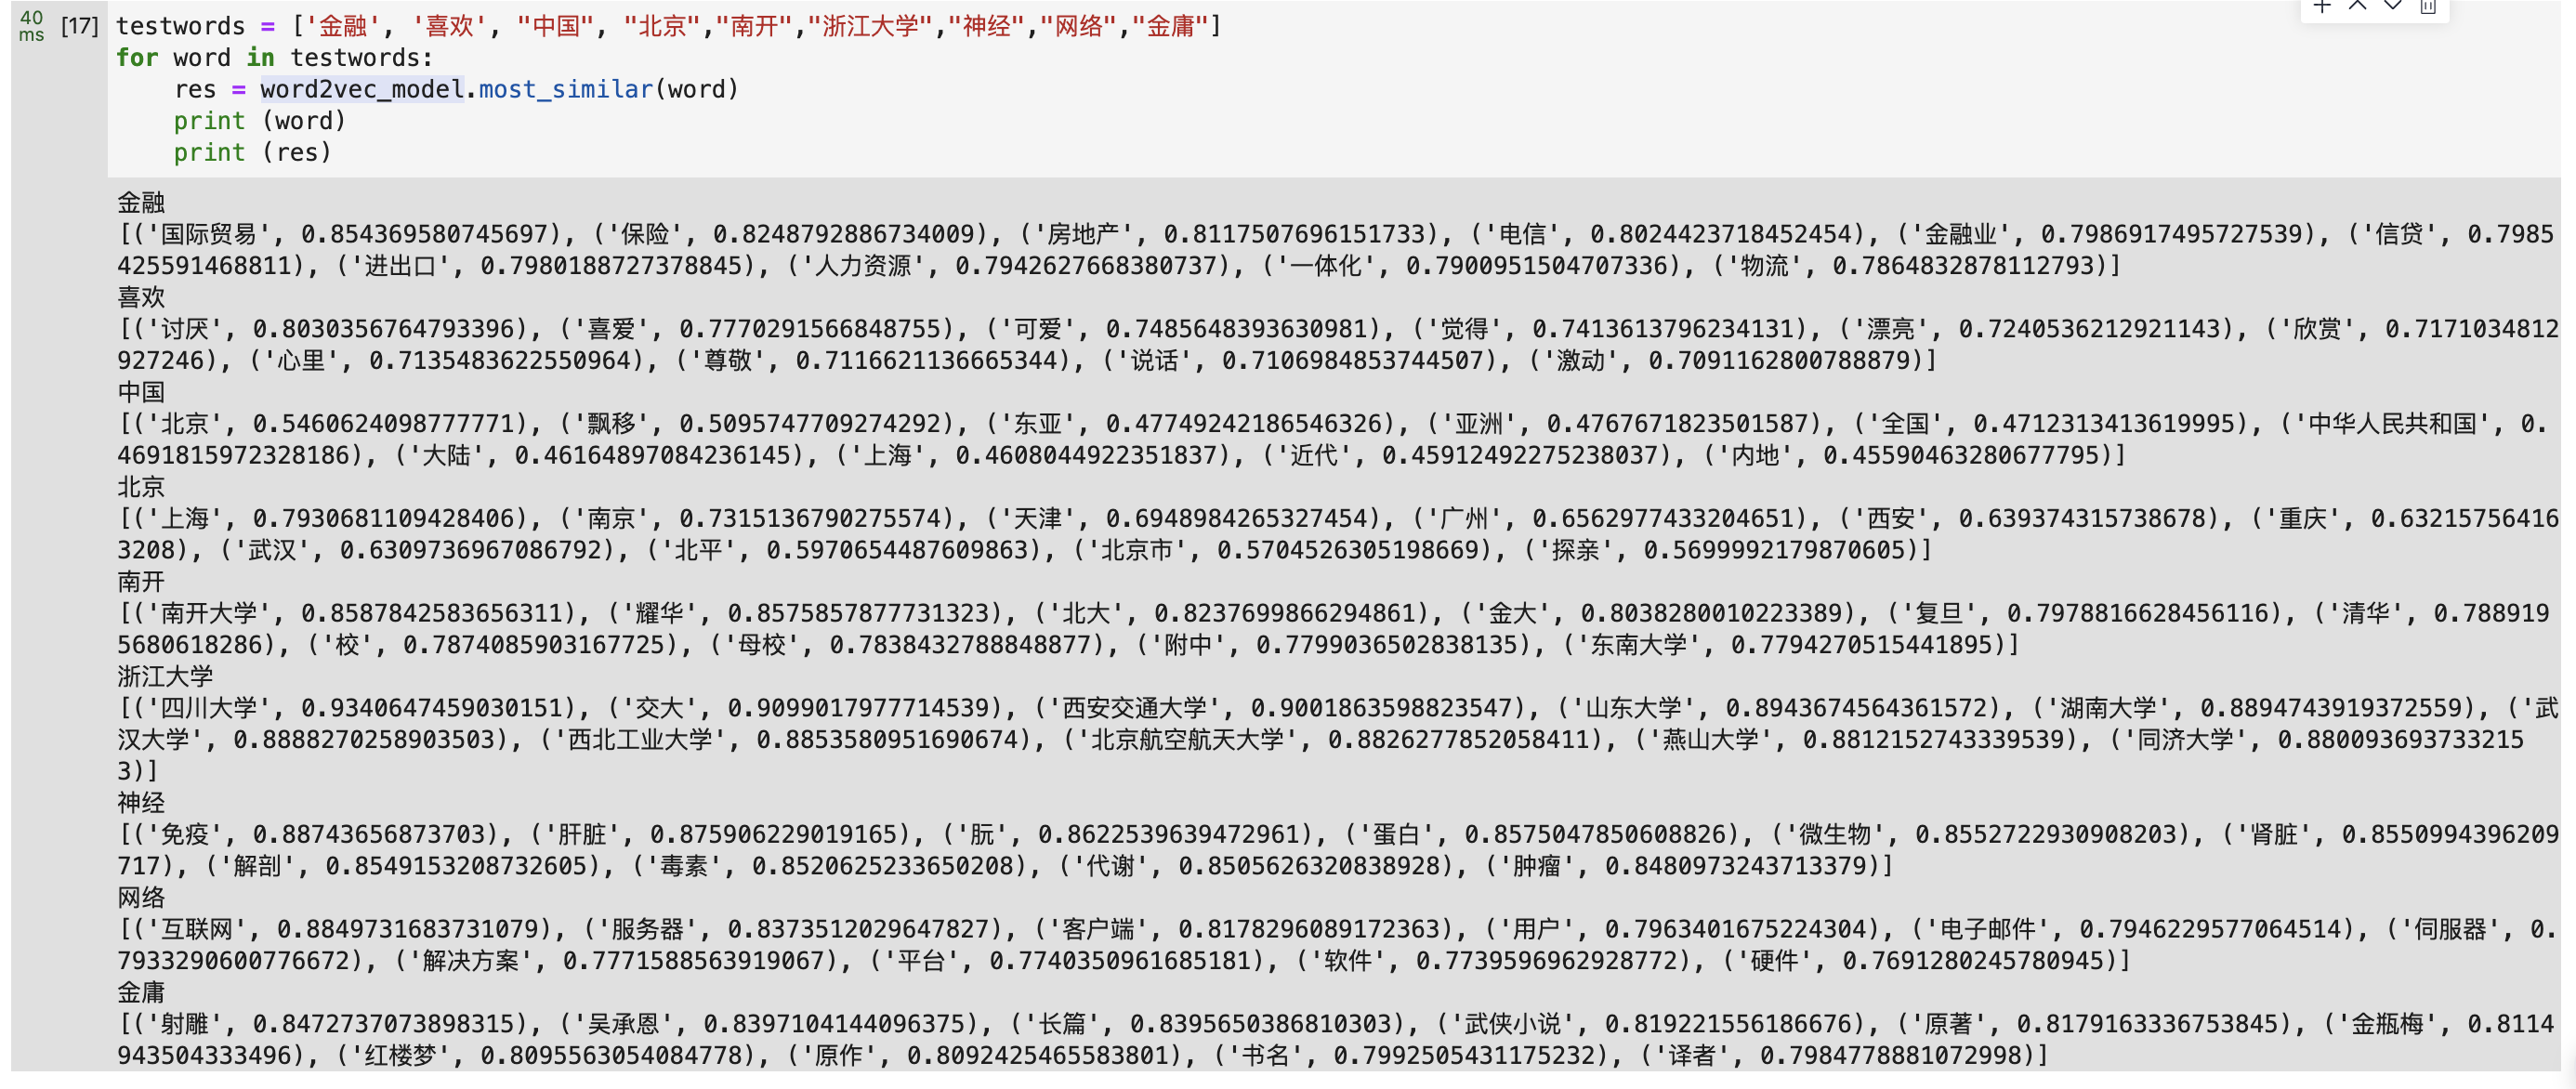 40
ms
[17]
testwords = ['金融', '喜欢', "中国", "北京","南开","浙江大学","神经","网络","金庸"]
for word in testwords:
    res = word2vec_model.most_similar(word)
    print (word)
    print (res)
金融
[('国际贸易', 0.854369580745697), ('保险', 0.8248792886734009), ('房地产', 0.8117507696151733), ('电信', 0.8024423718452454), ('金融业', 0.7986917495727539), ('信贷', 0.7985
425591468811), ('进出口', 0.7980188727378845), ('人力资源', 0.7942627668380737), ('一体化', 0.7900951504707336), ('物流', 0.7864832878112793)]
喜欢
[('讨厌', 0.8030356764793396), ('喜爱', 0.7770291566848755), ('可爱', 0.7485648393630981), ('觉得', 0.7413613796234131), ('漂亮', 0.7240536212921143), ('欣赏', 0.7171034812
927246), ('心里', 0.7135483622550964), ('尊敬', 0.7116621136665344), ('说话', 0.7106984853744507), ('激动', 0.7091162800788879)]
中国
[('北京', 0.5460624098777771), ('飘移', 0.5095747709274292), ('东亚', 0.47749242186546326), ('亚洲', 0.4767671823501587), ('全国', 0.4712313413619995), ('中华人民共和国', 0.
4691815972328186), ('大陆', 0.46164897084236145), ('上海', 0.4608044922351837), ('近代', 0.45912492275238037), ('内地', 0.45590463280677795)]
北京
[('上海', 0.7930681109428406), ('南京', 0.7315136790275574), ('天津', 0.6948984265327454), ('广州', 0.6562977433204651), ('西安', 0.639374315738678), ('重庆', 0.63215756416
3208), ('武汉', 0.6309736967086792), ('北平', 0.5970654487609863), ('北京市', 0.5704526305198669), ('探亲', 0.5699992179870605)]
南开
[('南开大学', 0.8587842583656311), ('耀华', 0.8575857877731323), ('北大', 0.8237699866294861), ('金大', 0.8038280010223389), ('复旦', 0.7978816628456116), ('清华', 0.788919
5680618286), ('校', 0.7874085903167725), ('母校', 0.7838432788848877), ('附中', 0.7799036502838135), ('东南大学', 0.7794270515441895)]
浙江大学
[('四川大学', 0.9340647459030151), ('交大', 0.9099017977714539), ('西安交通大学', 0.9001863598823547), ('山东大学', 0.8943674564361572), ('湖南大学', 0.8894743919372559), ('武
汉大学', 0.8888270258903503), ('西北工业大学', 0.8853580951690674), ('北京航空航天大学', 0.8826277852058411), ('燕山大学', 0.8812152743339539), ('同济大学', 0.880093693733215
3)]
神经
[('免疫', 0.88743656873703), ('肝脏', 0.875906229019165), ('朊', 0.8622539639472961), ('蛋白', 0.8575047850608826), ('微生物', 0.8552722930908203), ('肾脏', 0.8550994396209
717), ('解剖', 0.8549153208732605), ('毒素', 0.8520625233650208), ('代谢', 0.8505626320838928), ('肿瘤', 0.8480973243713379)]
网络
[('互联网', 0.8849731683731079), ('服务器', 0.8373512029647827), ('客户端', 0.8178296089172363), ('用户', 0.7963401675224304), ('电子邮件', 0.7946229577064514), ('伺服器', 0.
7933290600776672), ('解决方案', 0.7771588563919067), ('平台', 0.7740350961685181), ('软件', 0.7739596962928772), ('硬件', 0.7691280245780945)]
金庸
[('射雕', 0.8472737073898315), ('吴承恩', 0.8397104144096375), ('长篇', 0.8395650386810303), ('武侠小说', 0.819221556186676), ('原著', 0.8179163336753845), ('金瓶梅', 0.8114
943504333496), ('红楼梦', 0.8095563054084778), ('原作', 0.8092425465583801), ('书名', 0.7992505431175232), ('译者', 0.7984778881072998)]